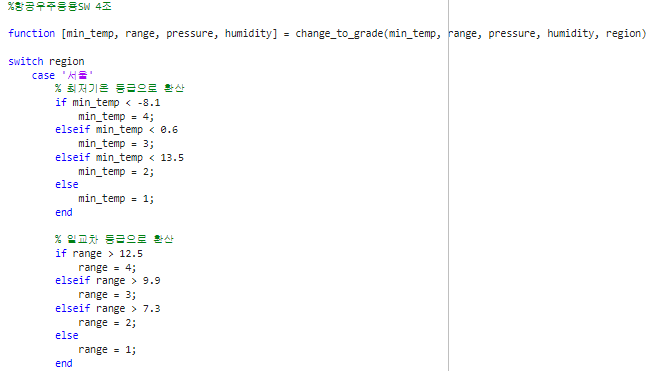 %항공우주응용SW 4조
function [min_temp, range, pressure, humidity] = change_to_grade(min_temp, range, pressure, humidity, region)
switch region
case '서울'
% 최저기온 등급으로 환산
if min_temp < -8.1
min_temp = 4;
elseif min_temp < 0.6
min_temp = 3;
elseif min_temp < 13.5
min_temp = 2;
else
min_temp = 1;
end
% 일교차 등급으로 환산
if range > 12.5
range = 4;
elseif range > 9.9
range = 3;
elseif range > 7.3
range = 2;
else
range = 1;
end